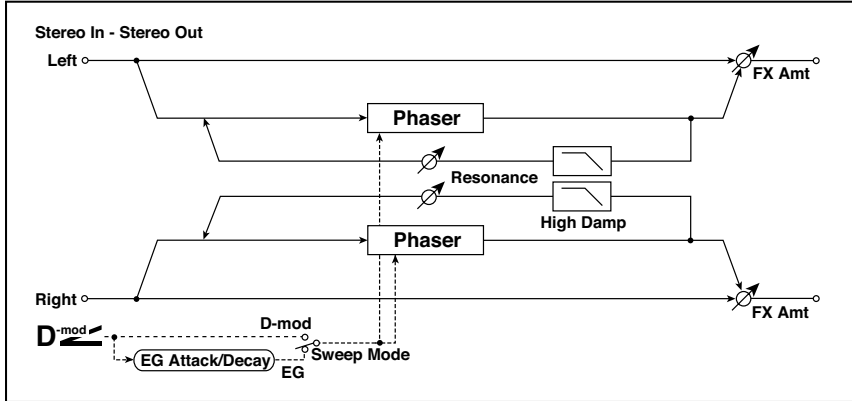 Stereo In - Stereo Out
Left
FX Amt
Phaser
Resonance
High Damp
Phaser
Right
FX Amt
D-mod
D-mod
Sweep Mode
EG Attack/Decay
EG